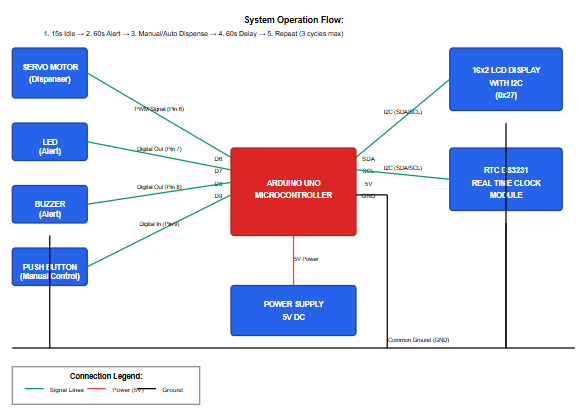 System Operation Flow:
1. 15s Idle → 2. 60s Alert → 3. Manual/Auto Dispense → 4. 60s Delay → 5. Repeat (3 cycles max)
SERVO MOTOR
(Dispenser)
16x2 LCD DISPLAY
WITH I2C
(0x27)
PWM Signal (Pin 6)
I2C (SDA/SCL)
LED
(Alert)
Digital Out (Pin 7)
D6
D7
D8
D9
ARDUINO UNO
MICROCONTROLLER
SDA
SCL
5V
GND
I2C (SDA/SCL)
RTC DS3231
REAL TIME CLOCK
MODULE
BUZZER
(Alert)
Digital Out (Pin 8)
Digital In (Pin 9)
PUSH BUTTON
(Manual Control)
5V Power
POWER SUPPLY
5V DC
Common Ground (GND)
Connection Legend:
Signal Lines
Power (5V)
Ground